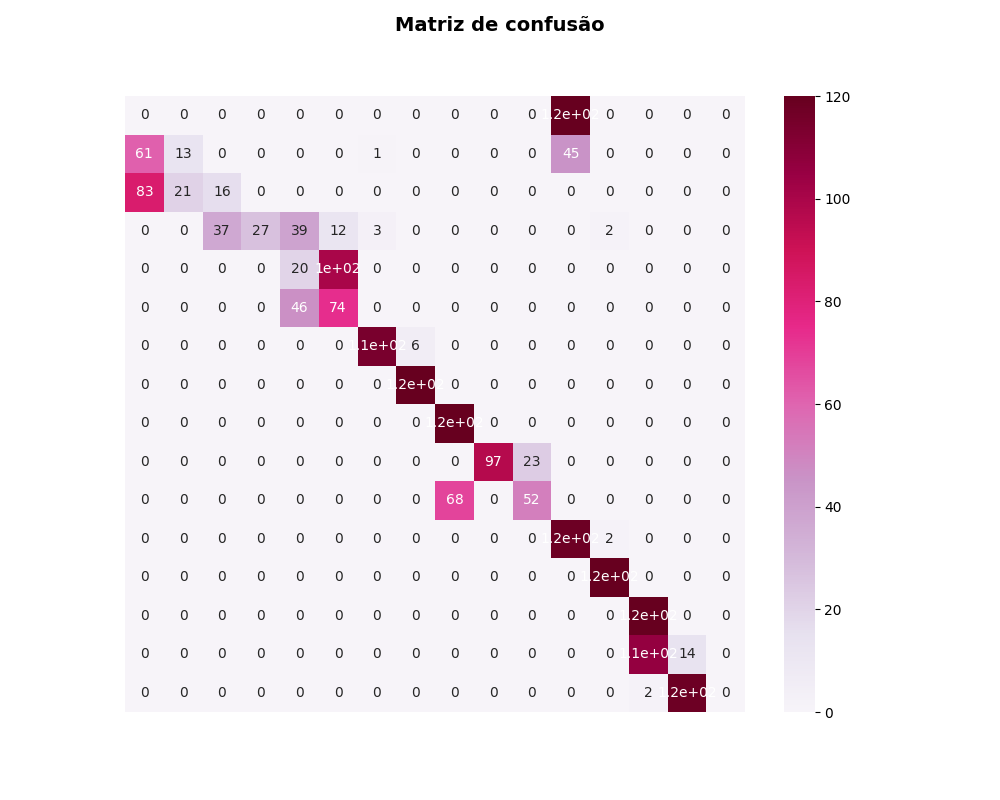 Matriz de confusão
0 0 0 0 0 0 0 0 0 0 0 .2e+02 0 0 0 0
61 13 0 0 0 0 1 0 0 0 0 45 0 0 0 0
83 21 16 0 0 0 0 0 0 0 0 0 0 0 0 0
0 0 37 27 39 12 3 0 0 0 0 0 2 0 0 0
0 0 0 0 20 1e+02 0 0 0 0 0 0 0 0 0 0
0 0 0 0 46 74 0 0 0 0 0 0 0 0 0 0
0 0 0 0 0 0 .1e+02 6 0 0 0 0 0 0 0 0
0 0 0 0 0 0 0 1.2e+02 0 0 0 0 0 0 0 0
0 0 0 0 0 0 0 0 1.2e+02 0 0 0 0 0 0 0
0 0 0 0 0 0 0 0 0 97 23 0 0 0 0 0
0 0 0 0 0 0 0 0 68 0 52 0 0 0 0 0
0 0 0 0 0 0 0 0 0 0 0 .2e+02 2 0 0 0
0 0 0 0 0 0 0 0 0 0 0 0 1.2e+02 0 0 0
0 0 0 0 0 0 0 0 0 0 0 0 0 1.2e+02 0 0
0 0 0 0 0 0 0 0 0 0 0 0 0 1.1e+02 14 0
0 0 0 0 0 0 0 0 0 0 0 0 0 2 1.2e+02 0
120
100
80
60
40
20
0